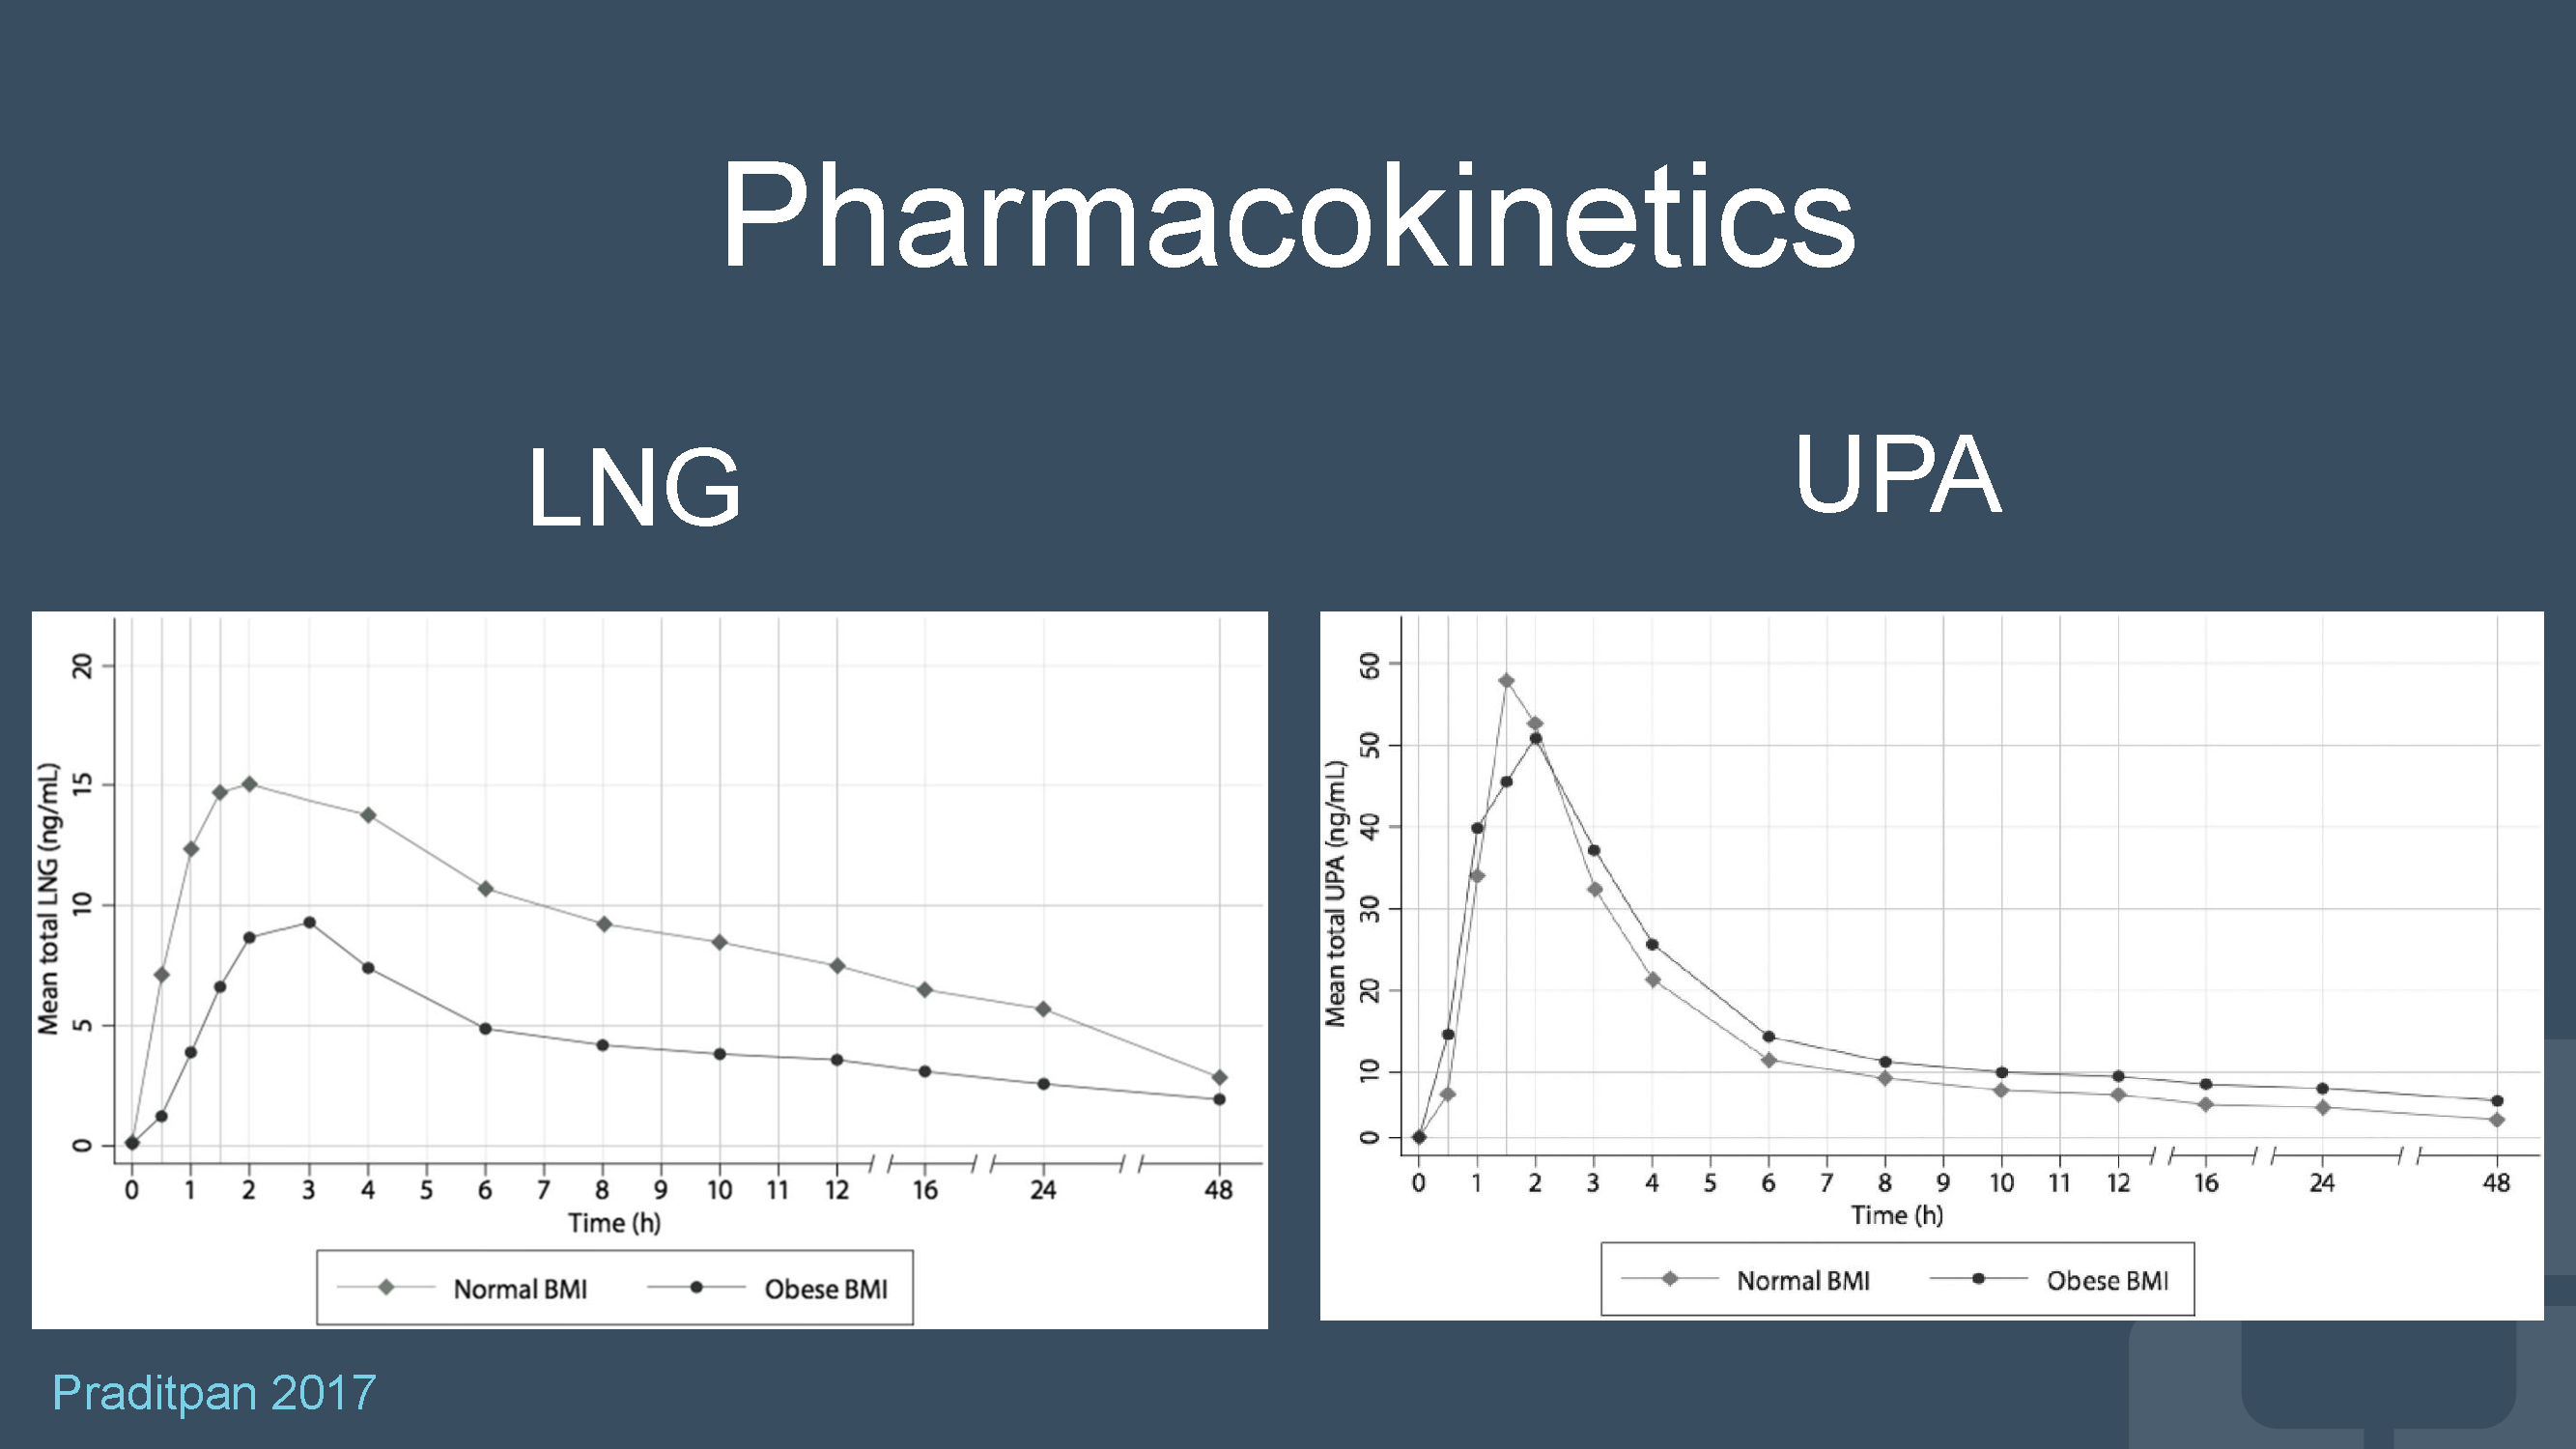 Pharmacokinetics
LNG
UPA
Mean total LNG (ng/mL)
20
15
10
5
0
0 1 2 3 4 5 6 7 8 9 10 11 12 16 24 48
Time (h)
Normal BMI Obese BMI
Mean total UPA (ng/mL)
60
50
40
30
20
10
0
0 1 2 3 4 5 6 7 8 9 10 11 12 16 24 48
Time (h)
Normal BMI Obese BMI
Praditpan 2017